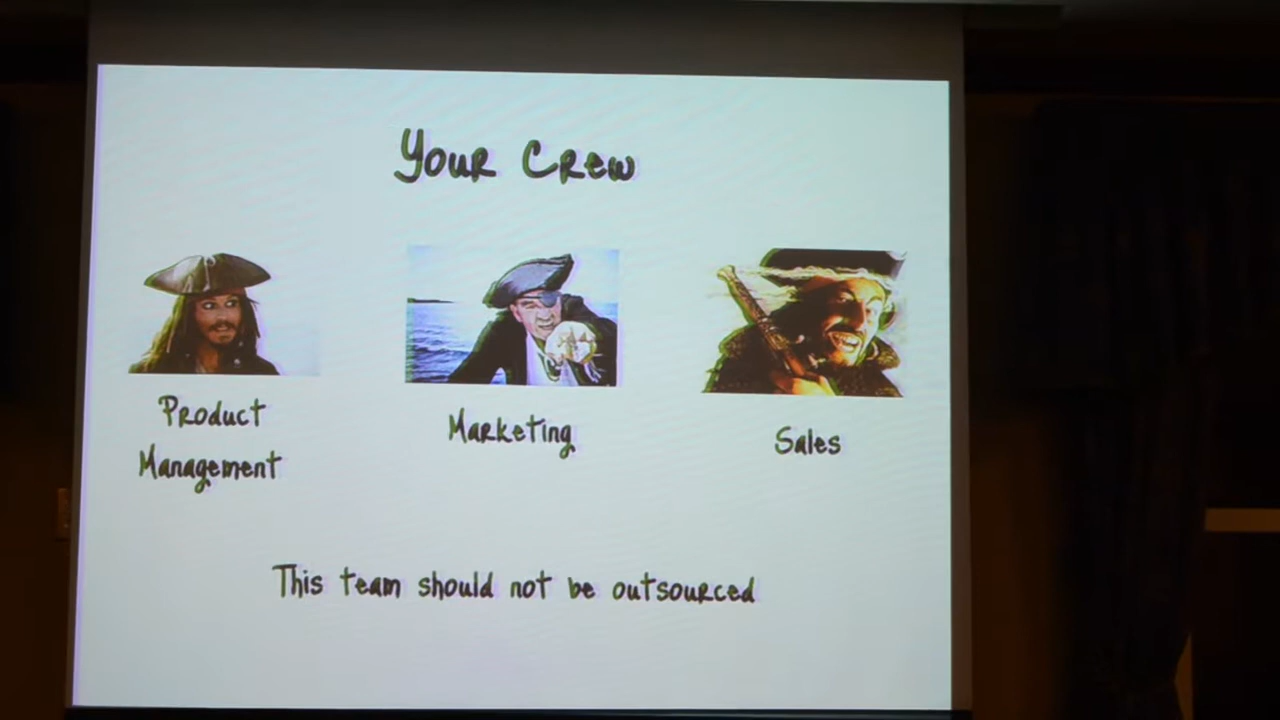 Your Crew
Product
Management
Marketing
Sales
This team should not be outsourced